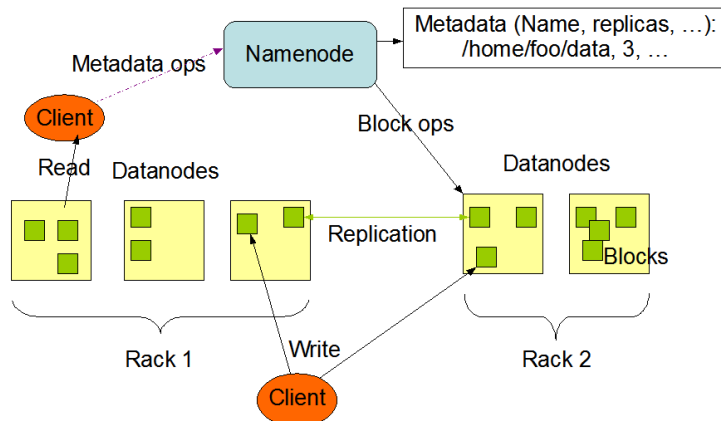 Metadata (Name, replicas, …):
/home/foo/data, 3, …
Namenode
Metadata ops
Client
Block ops
Read
Datanodes
Datanodes
Replication
Blocks
Rack 1
Write
Rack 2
Client